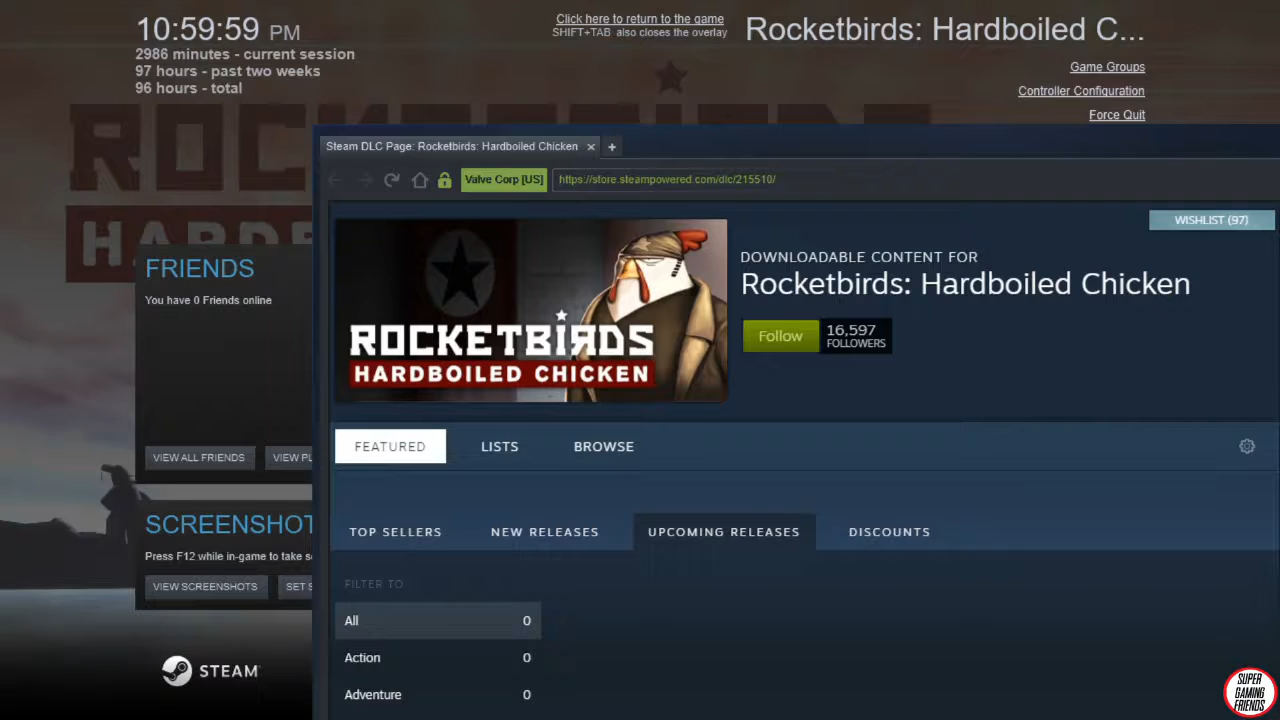 10:59:59 PM
2986 minutes - current session
97 hours - past two weeks
96 hours - total
Click here to return to the game
SHIFT+TAB also closes the overlay
Rocketbirds: Hardboiled C...
Game Groups
Controller Configuration
Force Quit
Steam DLC Page: Rocketbirds: Hardboiled Chicken
Valve Corp [US]
https://store.steampowered.com/dlc/215510/
WISHLIST (97)
ROCKETBIRDS
HARDBOILED CHICKEN
DOWNLOADABLE CONTENT FOR
Rocketbirds: Hardboiled Chicken
Follow
16,597
FOLLOWERS
FRIENDS
You have 0 Friends online
VIEW ALL FRIENDS
VIEW PL
FEATURED
LISTS
BROWSE
TOP SELLERS
NEW RELEASES
UPCOMING RELEASES
DISCOUNTS
SCREENSHOT
Press F12 while in-game to take s
VIEW SCREENSHOTS
SET S
FILTER TO
All 0
Action 0
Adventure 0
STEAM
SUPER
GAMING
FRIENDS